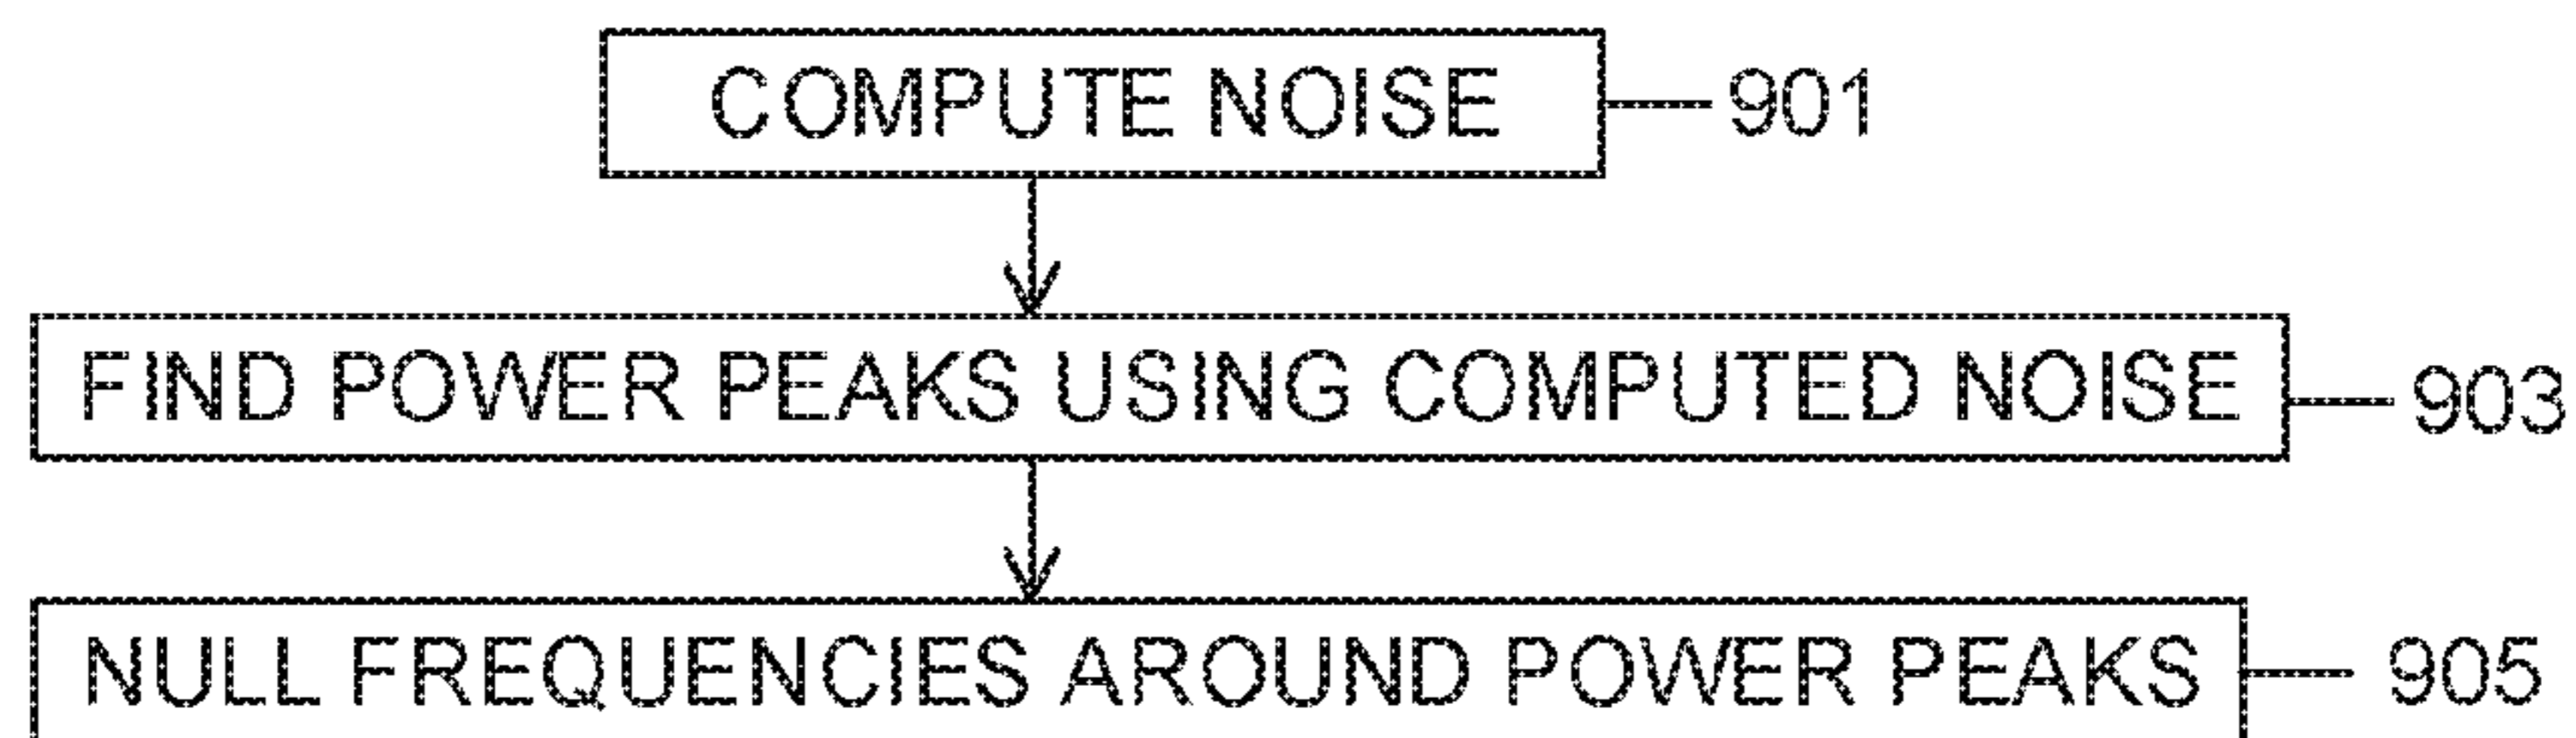 COMPUTE NOISE 901
FIND POWER PEAKS USING COMPUTED NOISE 903
NULL FREQUENCIES AROUND POWER PEAKS 905